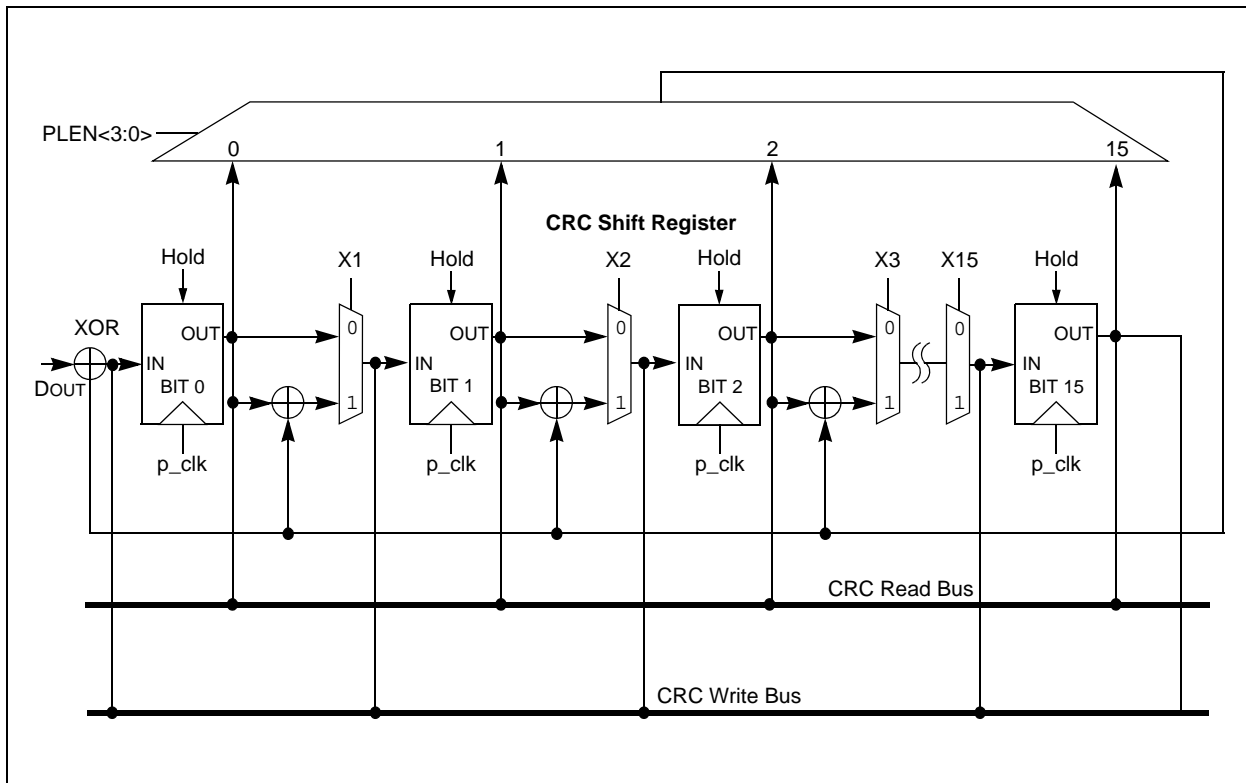 PLEN<3:0>
0 1 2 15
CRC Shift Register
Hold X1 Hold X2 Hold X3 X15 Hold
XOR OUT 0 OUT 0 OUT 0 0 OUT
IN IN IN IN
DOUT BIT 0 1 BIT 1 1 BIT 2 1 1 BIT 15
p_clk p_clk p_clk p_clk
CRC Read Bus
CRC Write Bus